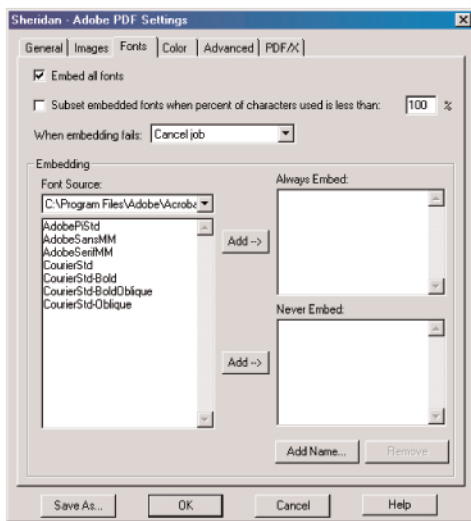 Sheridan - Adobe PDF Settings
General Images Fonts Color Advanced PDF/X
Embed all fonts
Subset embedded fonts when percent of characters used is less than: 100 %
When embedding fails: Cancel job
Embedding
Font Source:
C:\Program Files\Adobe\Acroba
AdobePiStd
AdobeSansMM
AdobeSerifMM
CourierStd
CourierStd-Bold
CourierStd-BoldOblique
CourierStd-Oblique
Add -->
Add -->
Always Embed:
Never Embed:
Add Name... Remove
Save As... OK Cancel Help